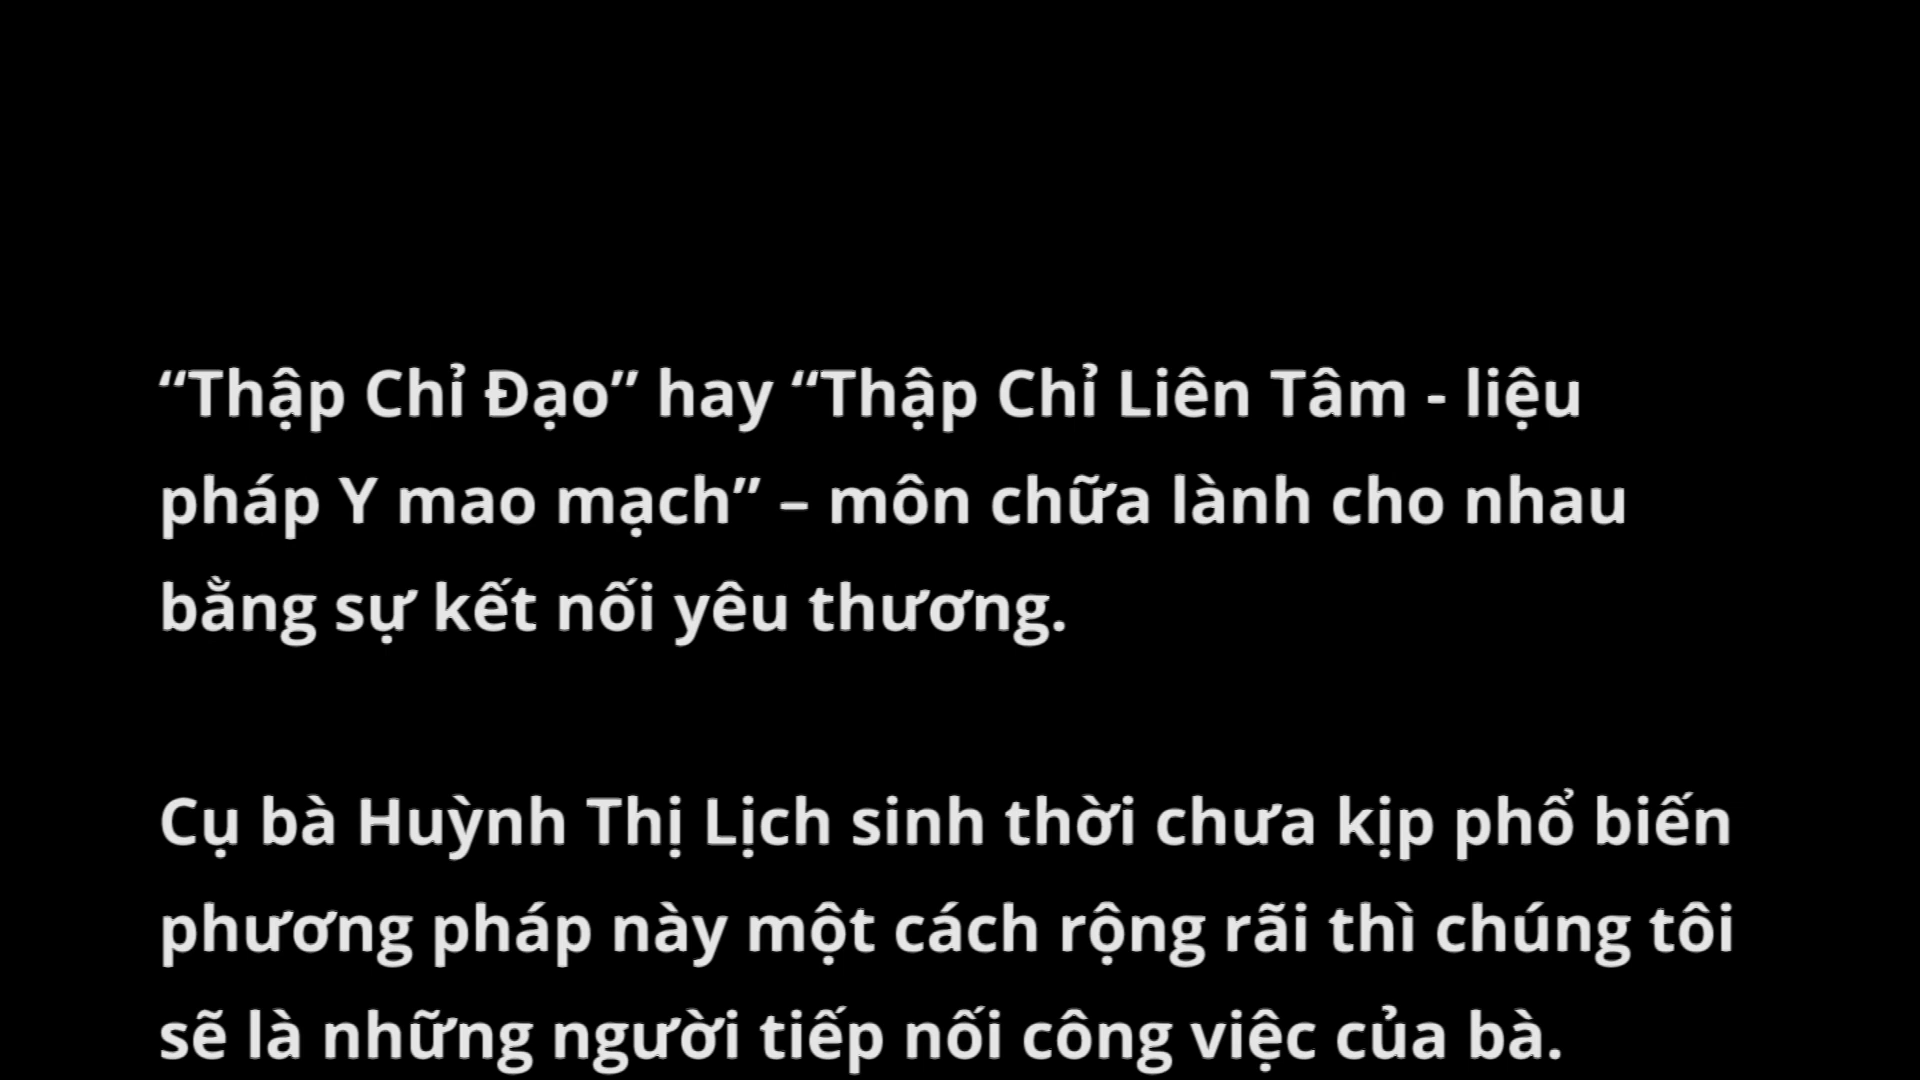 “Thập Chỉ Đạo” hay “Thập Chỉ Liên Tâm - liệu
pháp Y mao mạch” – môn chữa lành cho nhau
bằng sự kết nối yêu thương.
Cụ bà Huỳnh Thị Lịch sinh thời chưa kịp phổ biến
phương pháp này một cách rộng rãi thì chúng tôi
sẽ là những người tiếp nối công việc của bà.